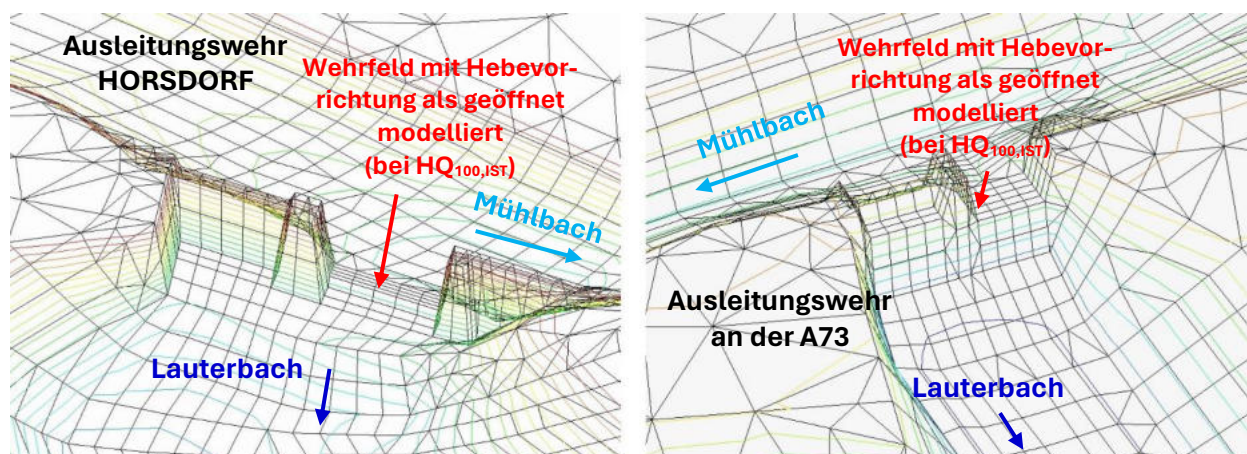 Ausleitungswehr
HORSDORF
Wehrfeld mit Hebevor-
richtung als geöffnet
modelliert
(bei HQ100,IST)
Mühlbach
Lauterbach
Wehrfeld mit Hebevor-
richtung als geöffnet
modelliert
(bei HQ100,IST)
Mühlbach
Ausleitungswehr
an der A73
Lauterbach